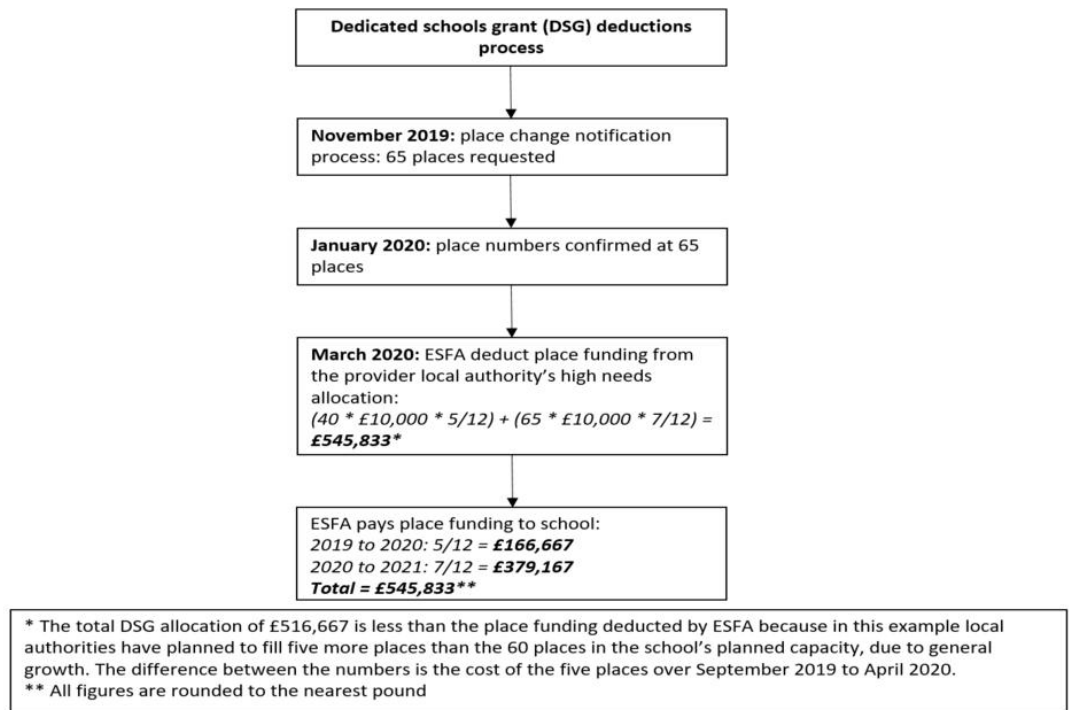 Dedicated schools grant (DSG) deductions
process
November 2019: place change notification
process: 65 places requested
January 2020: place numbers confirmed at 65
places
March 2020: ESFA deduct place funding from
the provider local authority’s high needs
allocation:
(40 * £10,000 * 5/12) + (65 * £10,000 * 7/12) =
£545,833*
ESFA pays place funding to school:
2019 to 2020: 5/12 = £166,667
2020 to 2021: 7/12 = £379,167
Total = £545,833**
* The total DSG allocation of £516,667 is less than the place funding deducted by ESFA because in this example local
authorities have planned to fill five more places than the 60 places in the school’s planned capacity, due to general
growth. The difference between the numbers is the cost of the five places over September 2019 to April 2020.
** All figures are rounded to the nearest pound